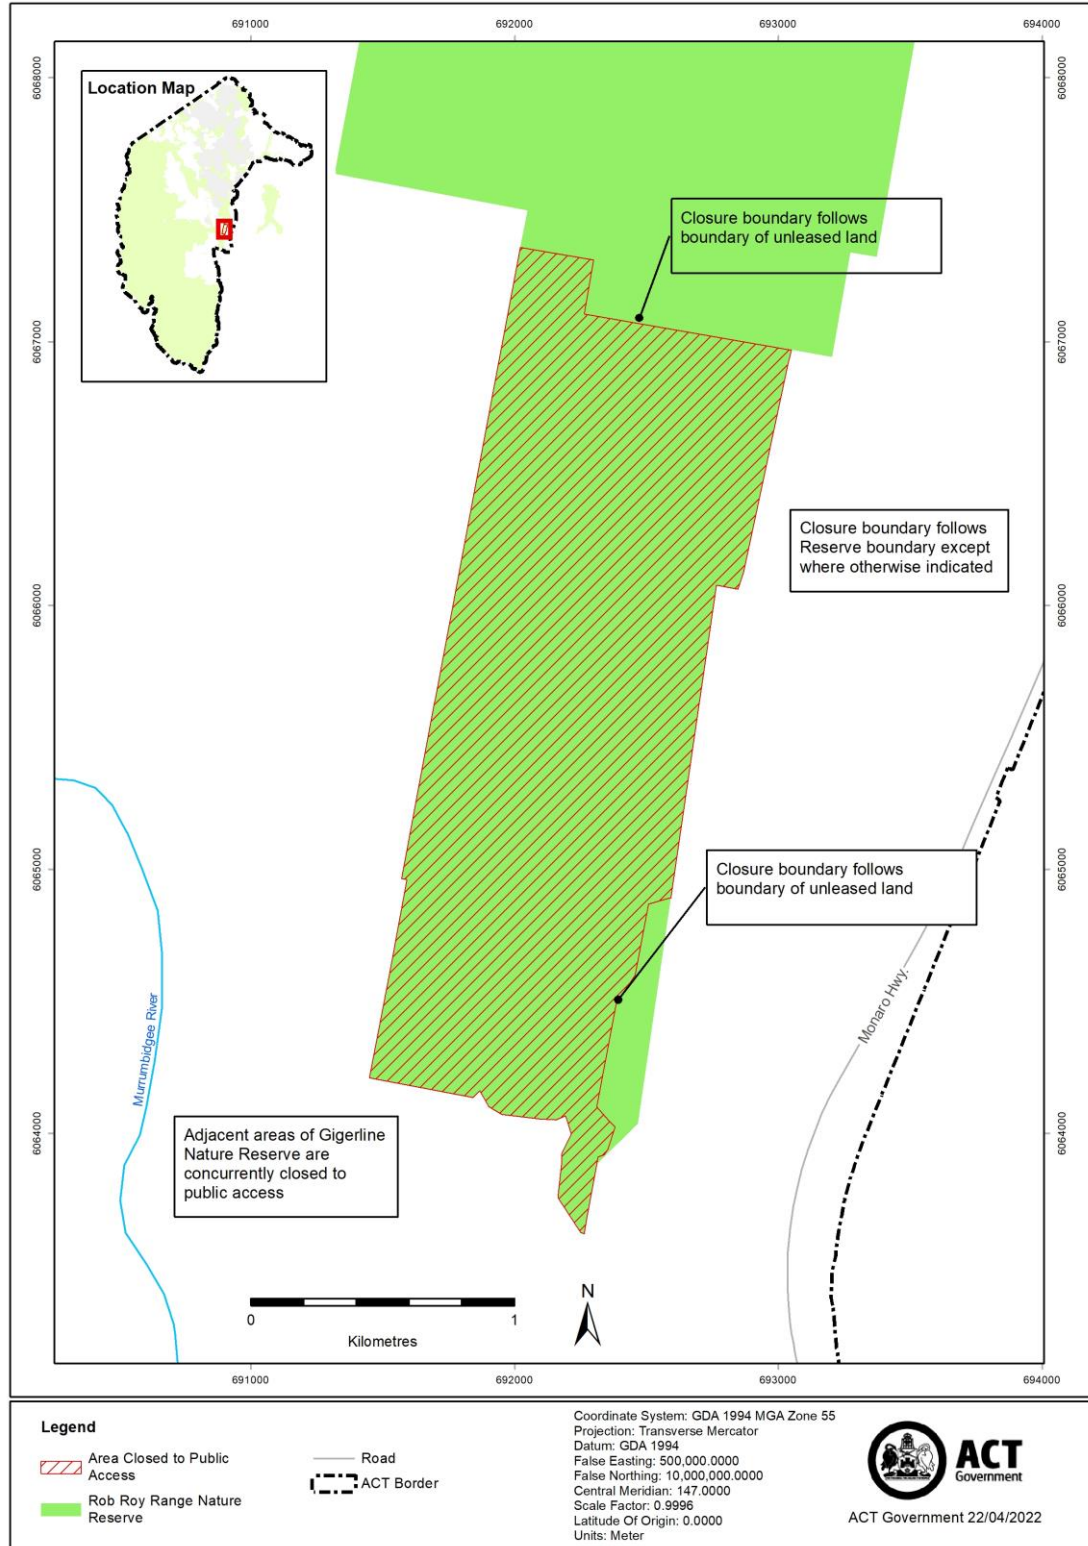 691000
692000
693000
694000
6068000
6068000
Location Map
Closure boundary follows
boundary of unleased land
6067000
6067000
Closure boundary follows
Reserve boundary except
where otherwise indicated
6066000
6066000
Closure boundary follows
boundary of unleased land
6065000
6065000
Monaro Hwy.
Murrumbidgee River
6064000
6064000
Adjacent areas of Gigerline
Nature Reserve are
concurrently closed to
public access
N
0
1
Kilometres
691000
692000
693000
694000
Legend
Area Closed to Public
Access
Rob Roy Range Nature
Reserve
Road
ACT Border
Coordinate System: GDA 1994 MGA Zone 55
Projection: Transverse Mercator
Datum: GDA 1994
False Easting: 500,000.0000
False Northing: 10,000,000.0000
Central Meridian: 147.0000
Scale Factor: 0.9996
Latitude Of Origin: 0.0000
Units: Meter
ACT
Government
ACT Government 22/04/2022